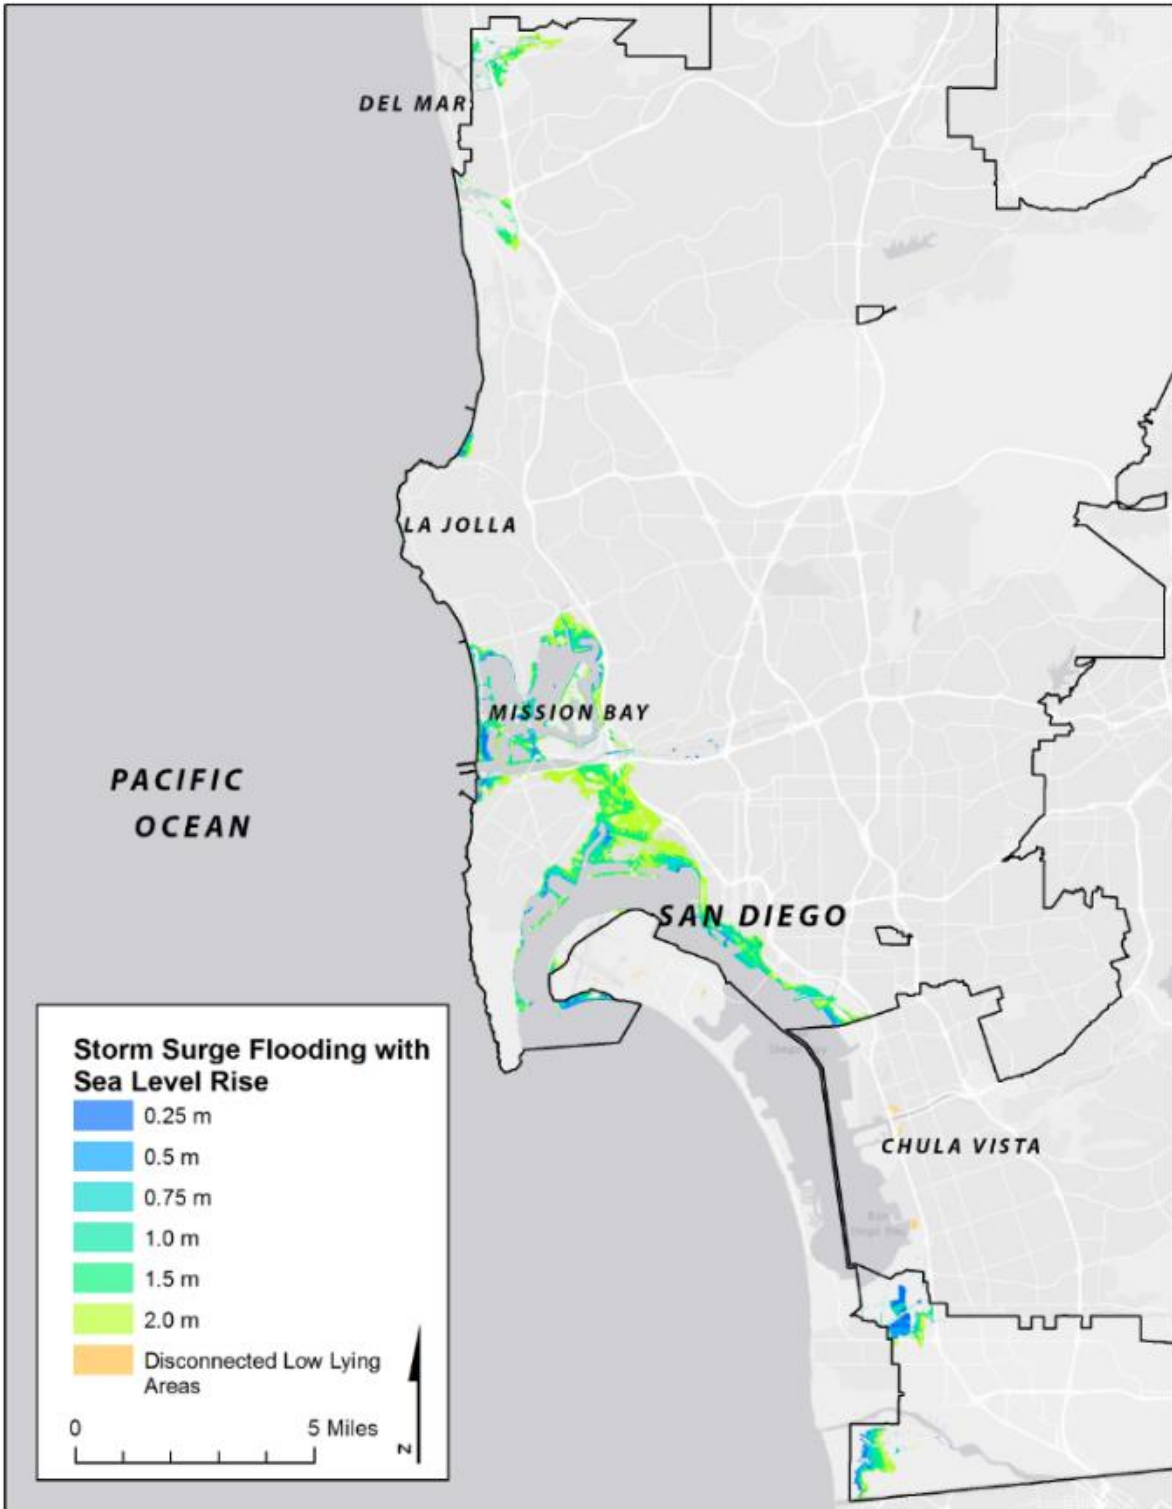 DEL MAR
LA JOLLA
MISSION BAY
PACIFIC
OCEAN
SAN DIEGO
CHULA VISTA
Storm Surge Flooding with
Sea Level Rise
0.25 m
0.5 m
0.75 m
1.0 m
1.5 m
2.0 m
Disconnected Low Lying
Areas
0
5 Miles
Z